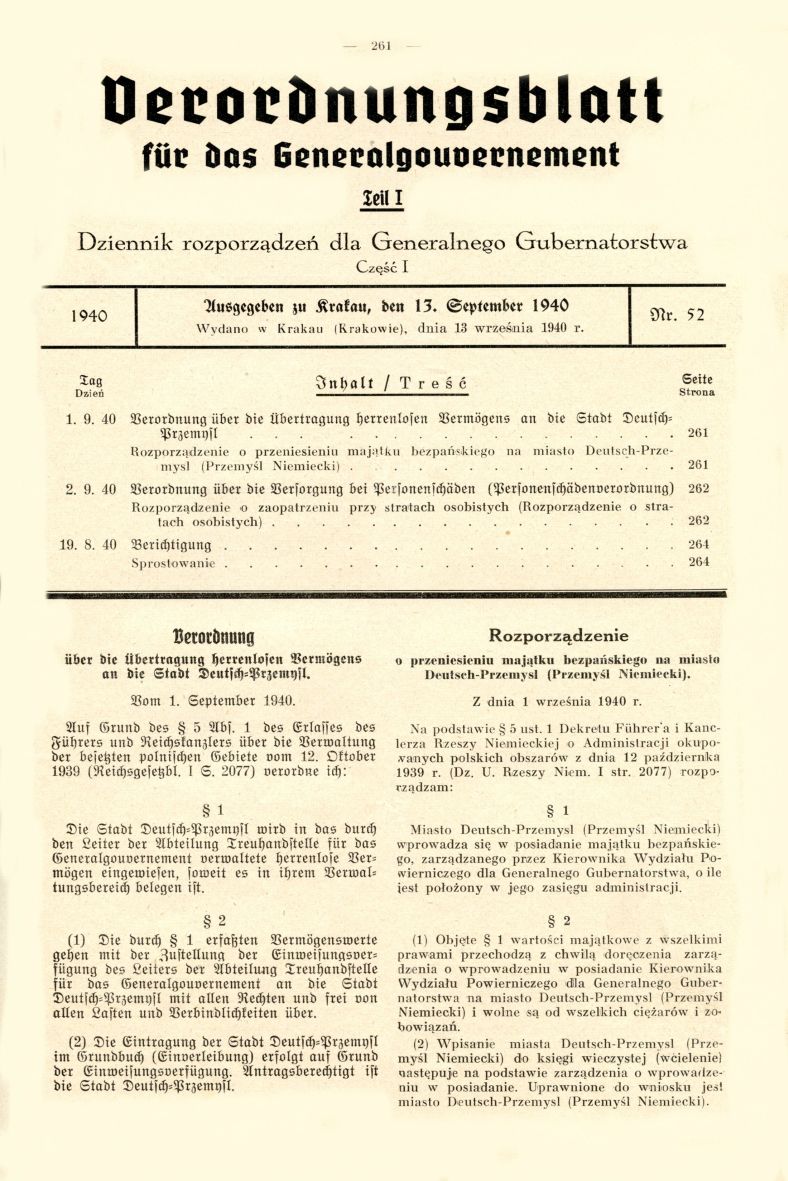 — 261 —
Verordnungsblatt
für das Generalgouvernement
Teil I
Dziennik rozporządzeń dla Generalnego Gubernatorstwa
Część I
1940
Ausgegeben zu Krakau, den 13. September 1940
Wydano w Krakau (Krakowie), dnia 13 września 1940 r.
Nr. 52
Tag
Dzień
Inhalt / Treść
Seite
Strona
1. 9. 40 Verordnung über die Übertragung herrenlosen Vermögens an die Stadt Deutsch-
Przemysl . . . . . . . . . . . . . . . . . 261
Rozporządzenie o przeniesieniu majątku bezpańskiego na miasto Deutsch-Prze-
mysl (Przemyśl Niemiecki) . . . . . . . . . . . . . 261
2. 9. 40 Verordnung über die Versorgung bei Personenschäden (Personenschädenverordnung) 262
Rozporządzenie o zaopatrzeniu przy stratach osobistych (Rozporządzenie o stra-
tach osobistych) . . . . . . . . . . . . . . . . 262
19. 8. 40 Berichtigung . . . . . . . . . . . . . . . . . . 264
Sprostowanie . . . . . . . . . . . . . . . . . . 264
Verordnung
über die Übertragung herrenlosen Vermögens
an die Stadt Deutsch-Przemysl.
Vom 1. September 1940.
Auf Grund des § 5 Abs. 1 des Erlasses des
Führers und Reichskanzlers über die Verwaltung
der besetzten polnischen Gebiete vom 12. Oktober
1939 (Reichsgesetzbl. I S. 2077) verordne ich:
§ 1
Die Stadt Deutsch-Przemysl wird in das durch
den Leiter der Abteilung Treuhandstelle für das
Generalgouvernement verwaltete herrenlose Ver-
mögen eingewiesen, soweit es in ihrem Verwal-
tungsbereich belegen ist.
§ 2
(1) Die durch § 1 erfaßten Vermögenswerte
gehen mit der Zustellung der Einweisungsver-
fügung des Leiters der Abteilung Treuhandstelle
für das Generalgouvernement an die Stadt
Deutsch-Przemysl mit allen Rechten und frei von
allen Lasten und Verbindlichkeiten über.
(2) Die Eintragung der Stadt Deutsch-Przemysl
im Grundbuch (Einverleibung) erfolgt auf Grund
der Einweisungsverfügung. Antragsberechtigt ist
die Stadt Deutsch-Przemysl.
Rozporządzenie
o przeniesieniu majątku bezpańskiego na miasto
Deutsch-Przemysl (Przemyśl Niemiecki).
Z dnia 1 września 1940 r.
Na podstawie § 5 ust. 1 Dekretu Führer'a i Kanc-
lerza Rzeszy Niemieckiej o Administracji okupo-
wanych polskich obszarów z dnia 12 października
1939 r. (Dz. U. Rzeszy Niem. I str. 2077) rozpo-
rządzam:
§ 1
Miasto Deutsch-Przemysl (Przemyśl Niemiecki)
wprowadza się w posiadanie majątku bezpańskie-
go, zarządzanego przez Kierownika Wydziału Po-
wierniczego dla Generalnego Gubernatorstwa, o ile
jest położony w jego zasięgu administracji.
§ 2
(1) Objęte § 1 wartości majątkowe z wszelkimi
prawami przechodzą z chwilą doręczenia zarzą-
dzenia o wprowadzeniu w posiadanie Kierownika
Wydziału Powierniczego dla Generalnego Guber-
natorstwa na miasto Deutsch-Przemysl (Przemyśl
Niemiecki) i wolne są od wszelkich ciężarów i zo-
bowiązań.
(2) Wpisanie miasta Deutsch-Przemysl (Prze-
myśl Niemiecki) do księgi wieczystej (wcielenie)
następuje na podstawie zarządzenia o wprowadze-
niu w posiadanie. Uprawnione do wniosku jest
miasto Deutsch-Przemysl (Przemyśl Niemiecki).